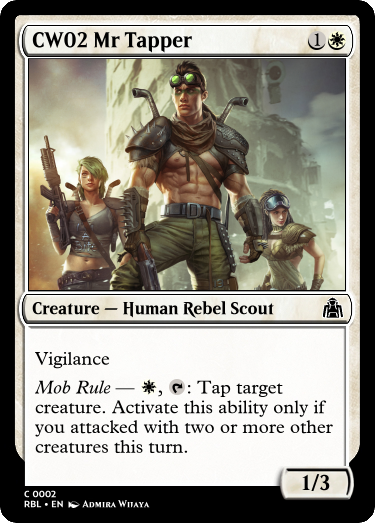 CW02 Mr Tapper 1
Creature — Human Rebel Scout
Vigilance
Mob Rule — , : Tap target
creature. Activate this ability only if
you attacked with two or more other
creatures this turn.
1/3
C 0002
RBL • EN Admira Wijaya